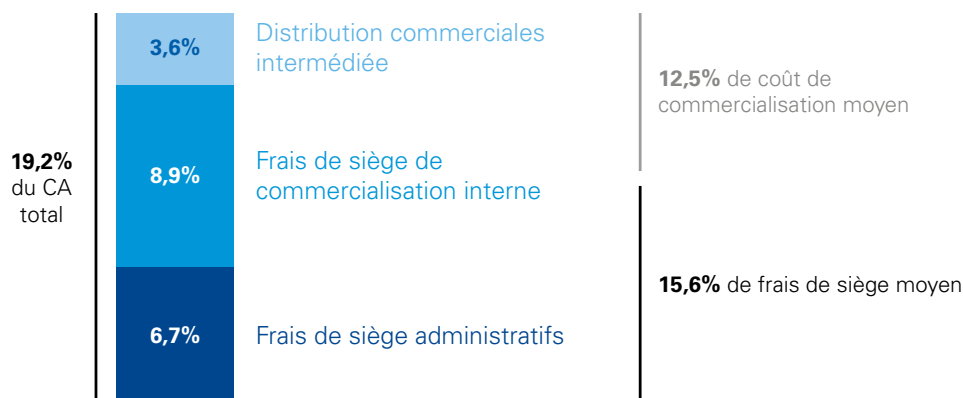 19,2%
du CA
total
3,6%
8,9%
6,7%
Distribution commerciales
intermédiée
Frais de siège de
commercialisation interne
Frais de siège administratifs
12,5% de coût de
commercialisation moyen
15,6% de frais de siège moyen